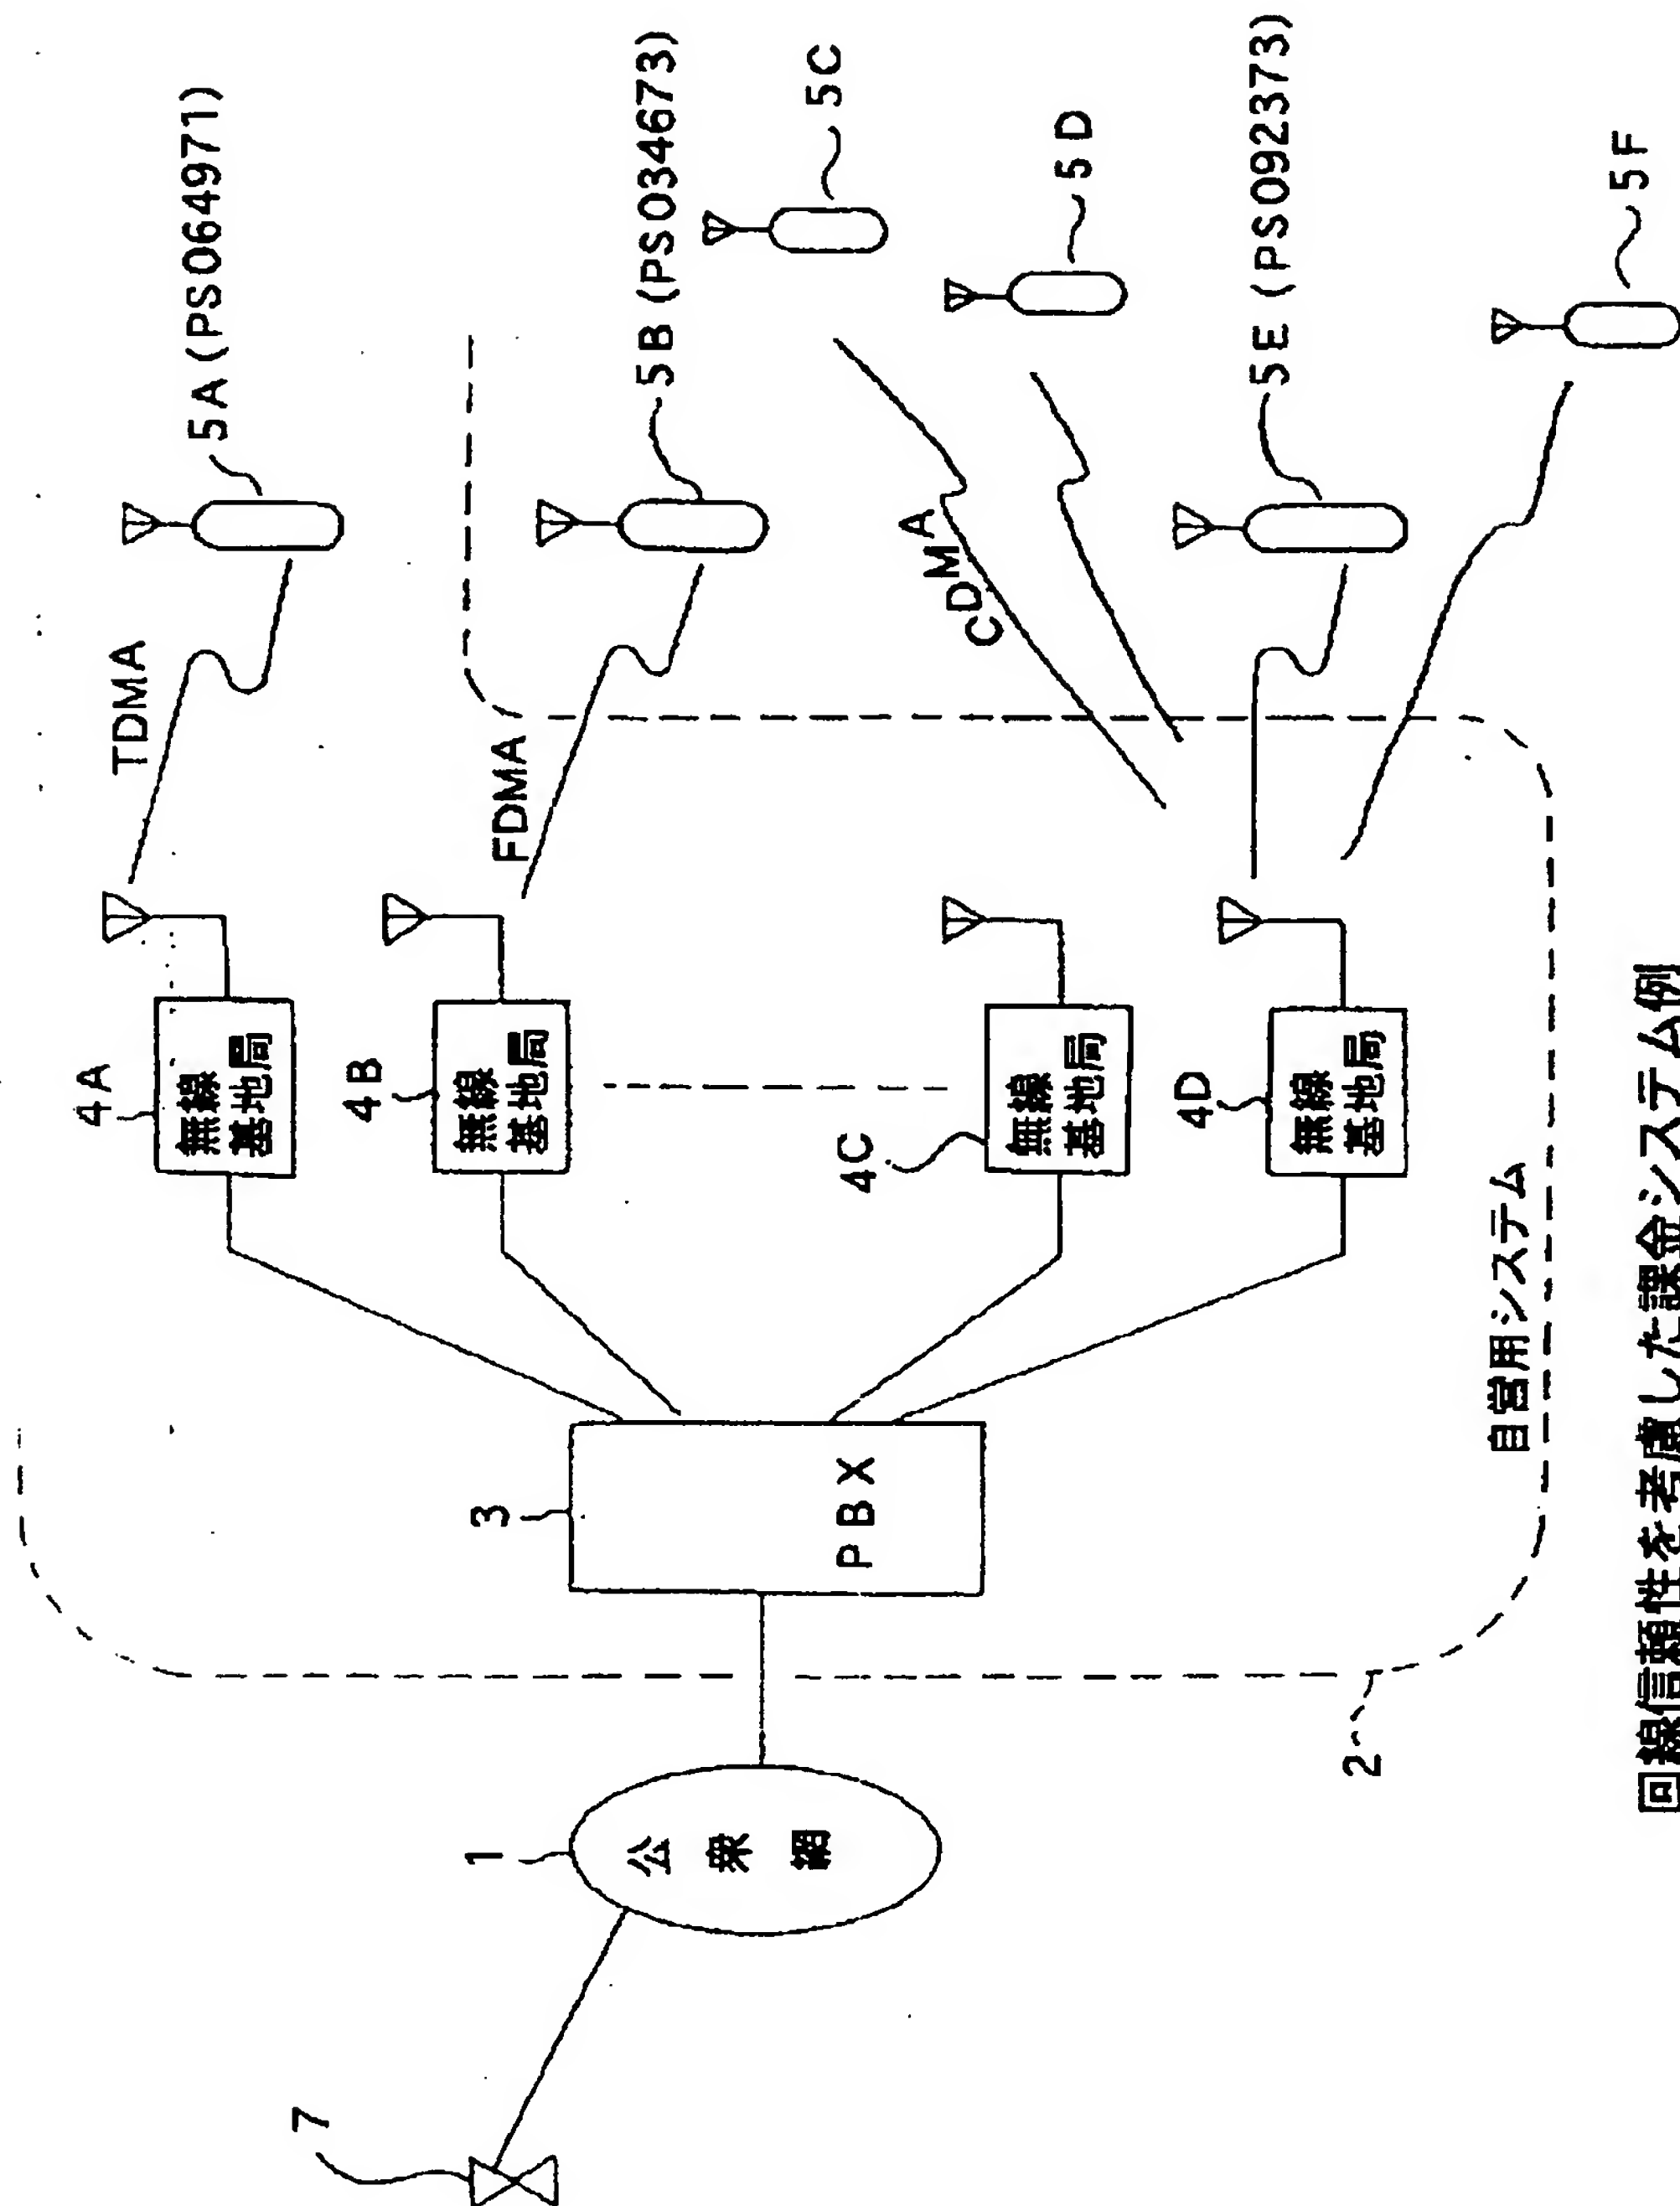 7
1
公衆網
2
3
PBX
4A
無線
基地局
4B
無線
基地局
4C
無線
基地局
4D
無線
基地局
自営用システム
TDMA
FDMA
CDMA
5A (PS064971)
5B (PS034673)
5C
5D
5E (PS092373)
5F
回線信頼性を考慮した課金システム例